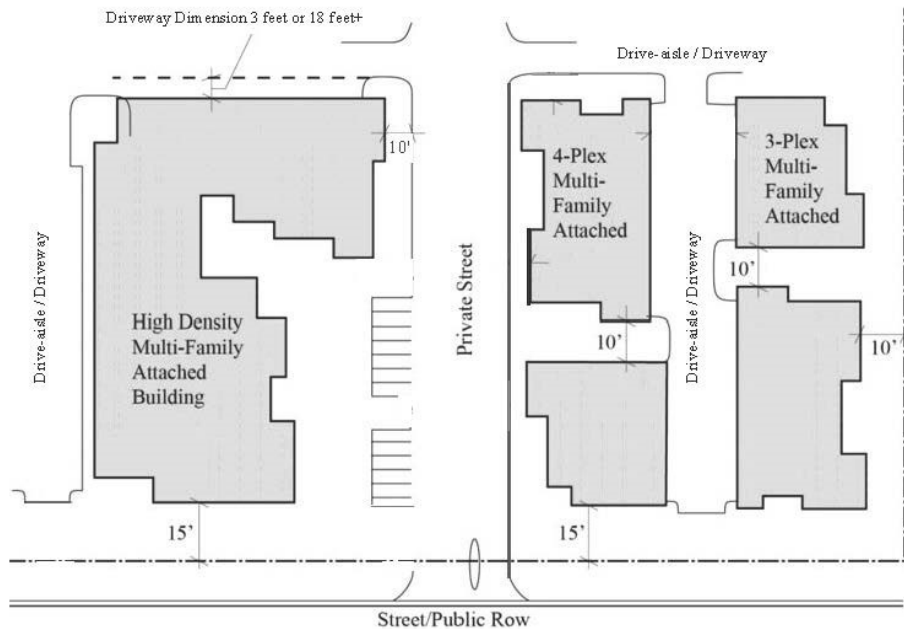 Driveway Dimension 3 feet or 18 feet+
Drive-aisle / Driveway
10'
4-Plex
Multi-
Family
Attached
3-Plex
Multi-
Family
Attached
Drive-aisle / Driveway
High Density
Multi-Family
Attached
Building
Private Street
10’
Drive-aisle / Driveway
10’
10’
15’
15’
Street/Public Row